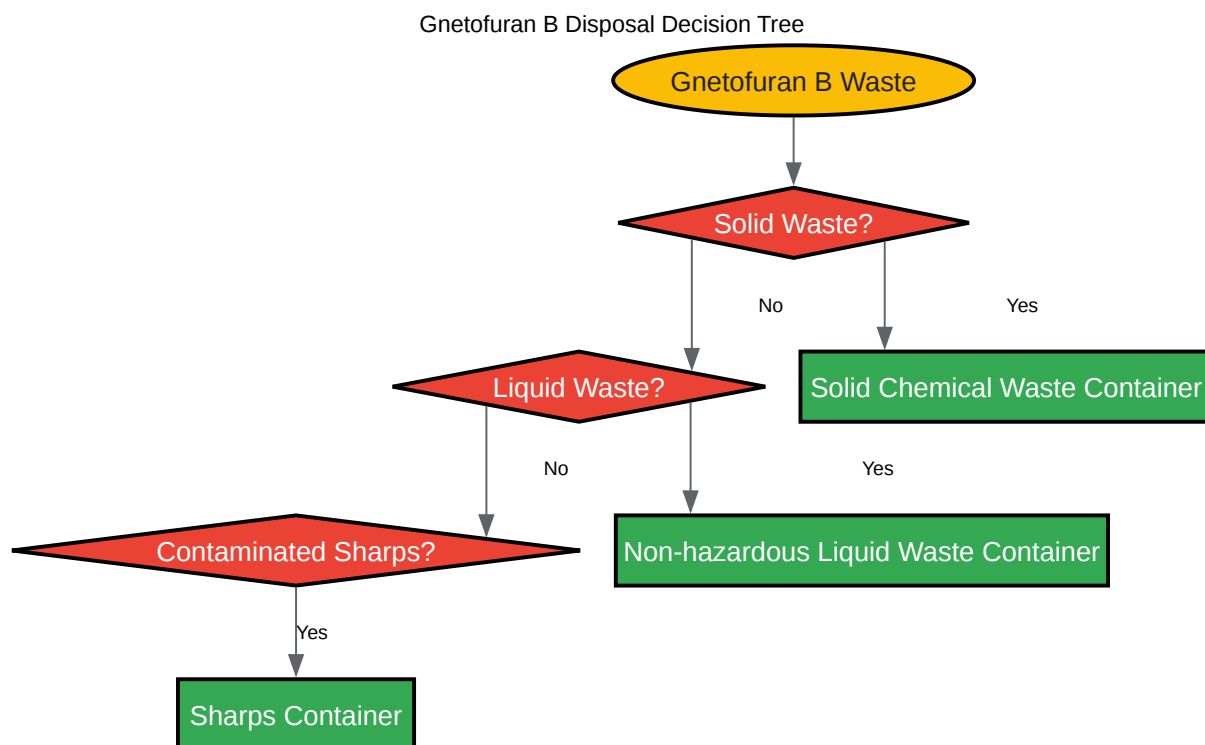 Gnetofuran B Disposal Decision Tree
Gnetofuran B Waste
Solid Waste?
No
Yes
Liquid Waste?
Solid Chemical Waste Container
No
Yes
Contaminated Sharps?
Non-hazardous Liquid Waste Container
Yes
Sharps Container